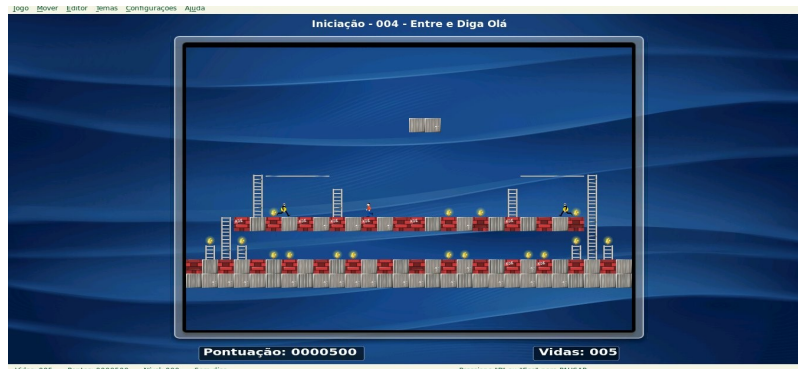 Jogo Mover Editor Temas Configurações Ajuda
Iniciação - 004 - Entre e Diga Olá
Pontuação: 0000500
Vidas: 005